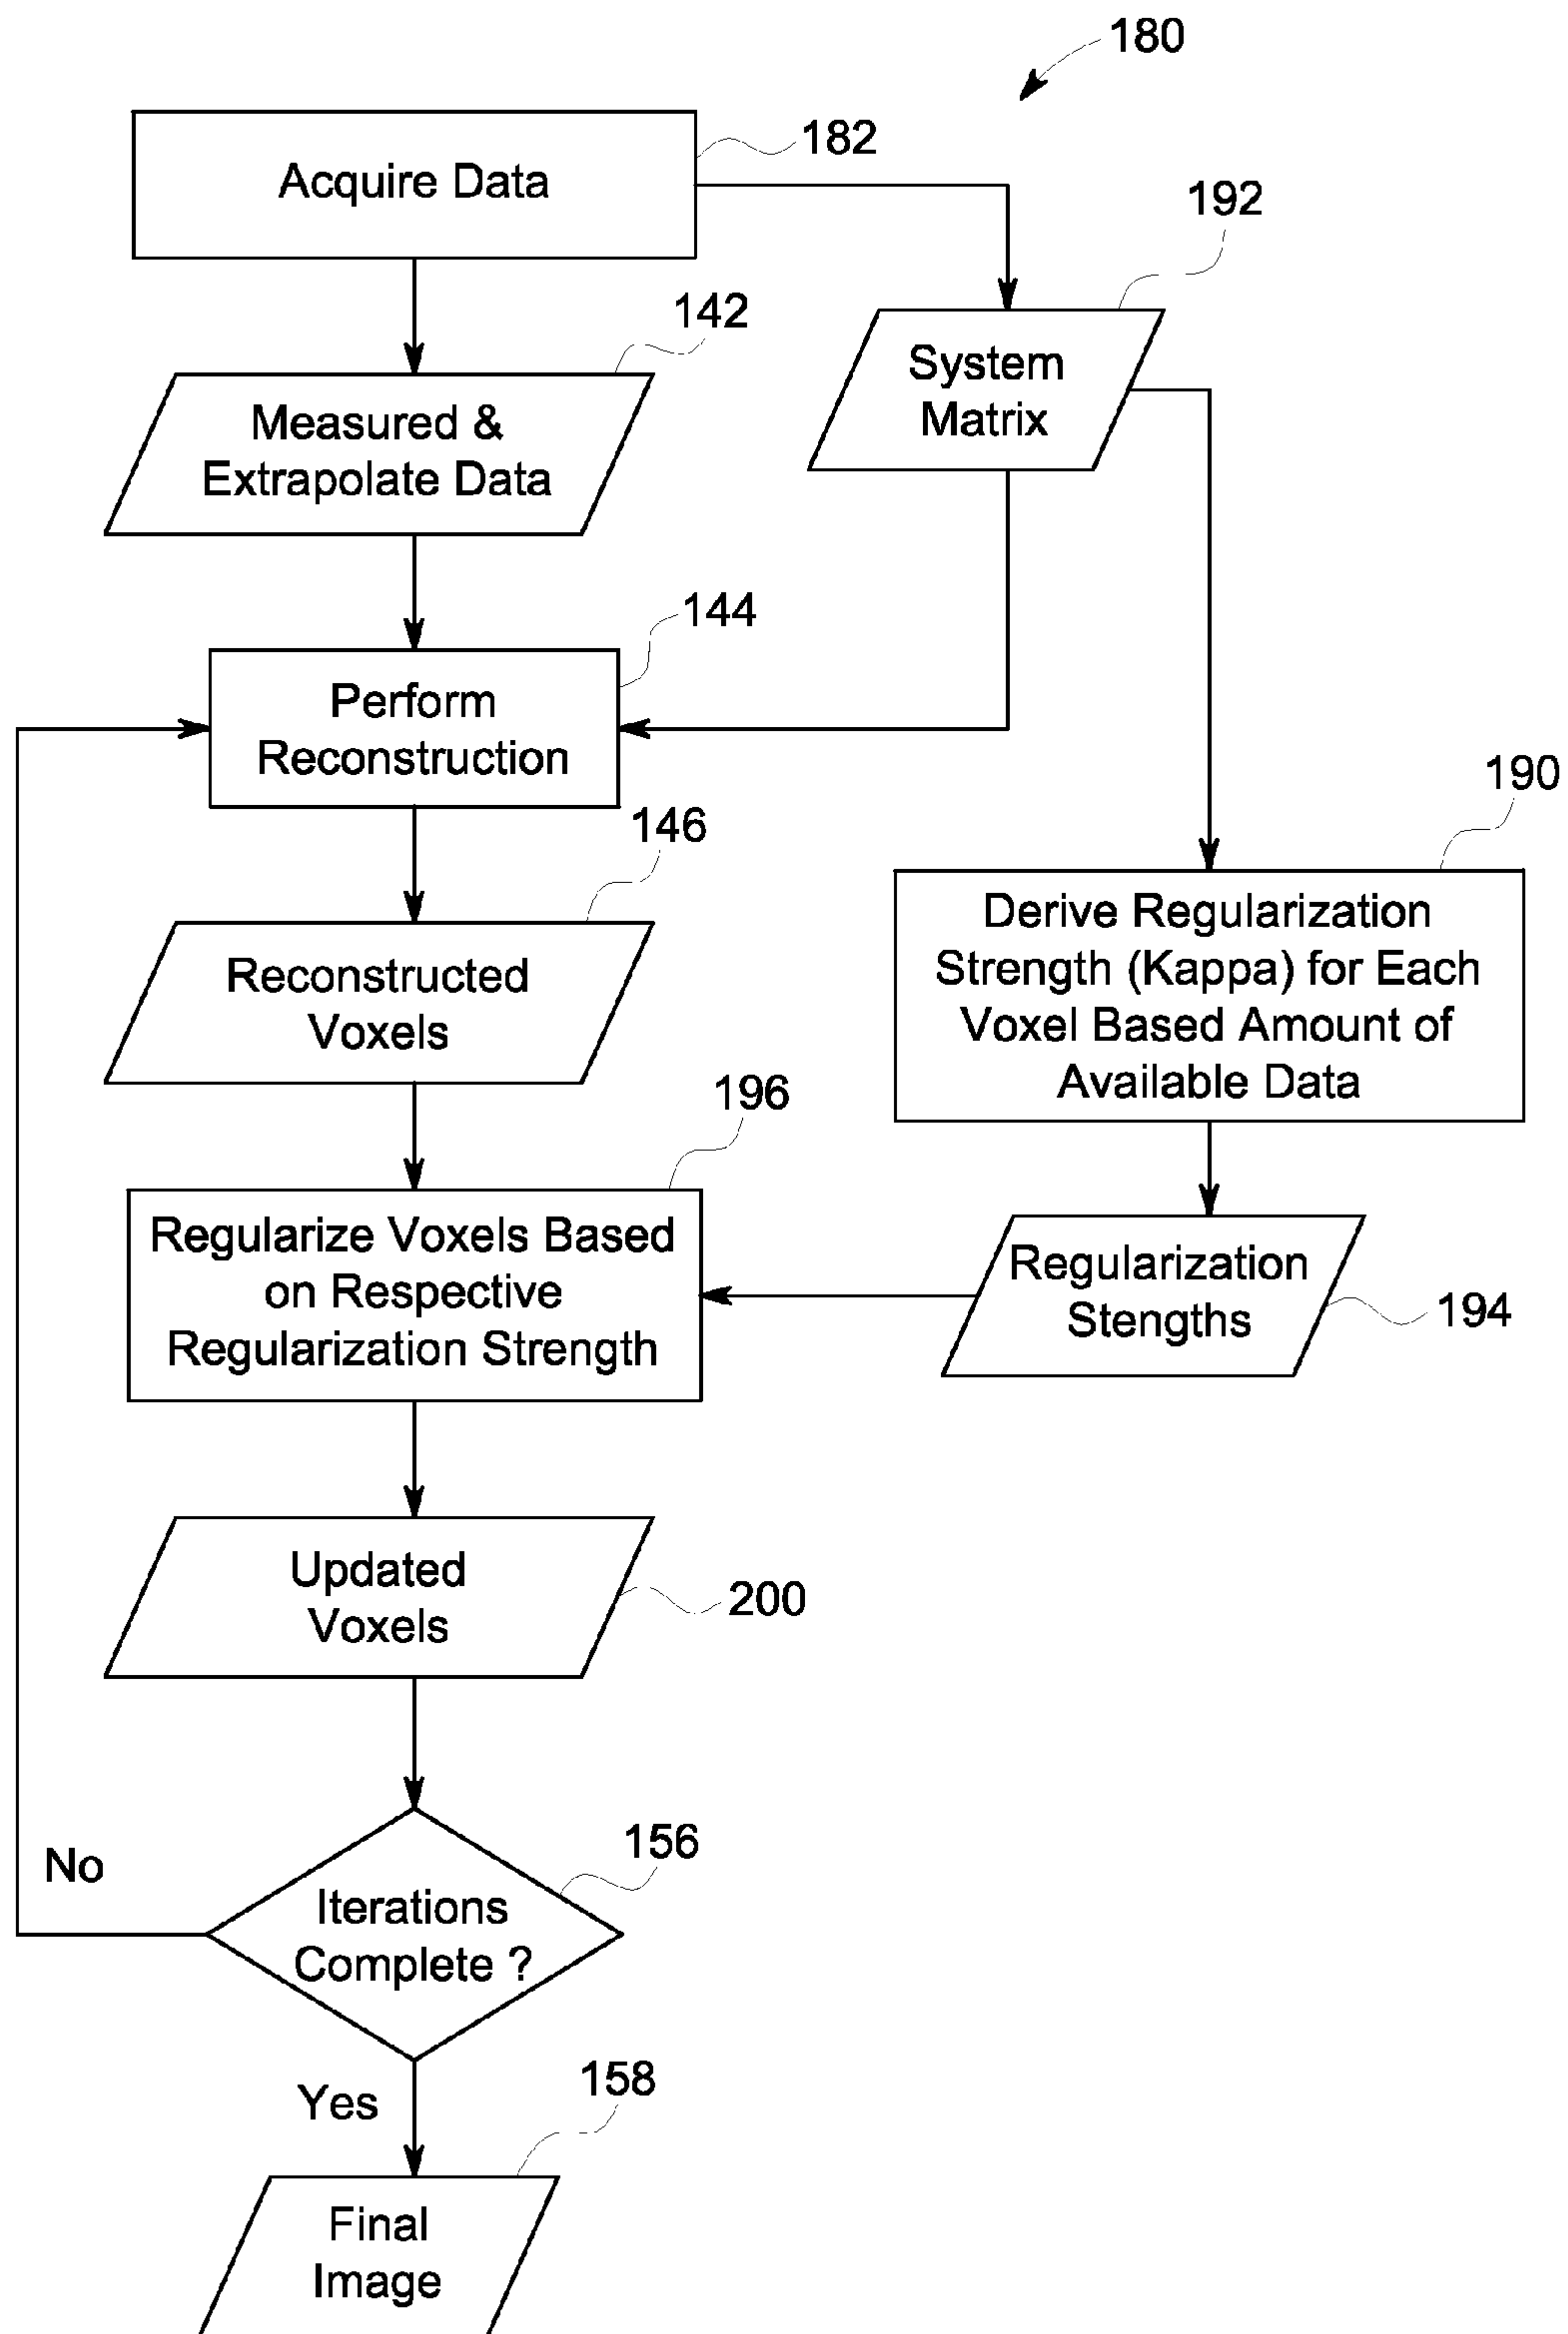 180
Acquire Data
182
192
142
System
Matrix
Measured &
Extrapolate Data
144
Perform
Reconstruction
190
146
Derive Regularization
Strength (Kappa) for Each
Voxel Based Amount of
Available Data
Reconstructed
Voxels
196
Regularize Voxels Based
on Respective
Regularization Strength
Regularization
Stengths
194
Updated
Voxels
200
No
156
Iterations
Complete ?
Yes
158
Final
Image